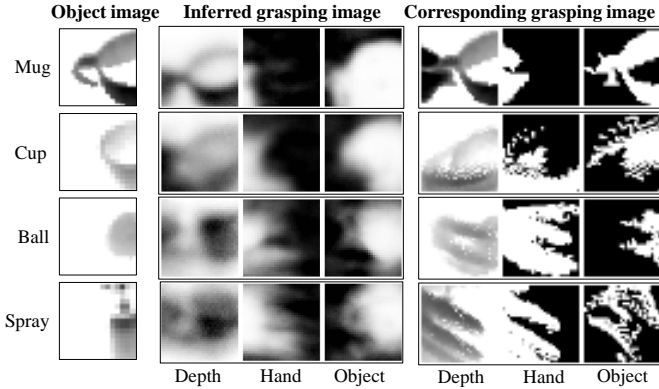 Object image Inferred grasping image Corresponding grasping image
Mug
Cup
Ball
Spray
Depth Hand Object Depth Hand Object